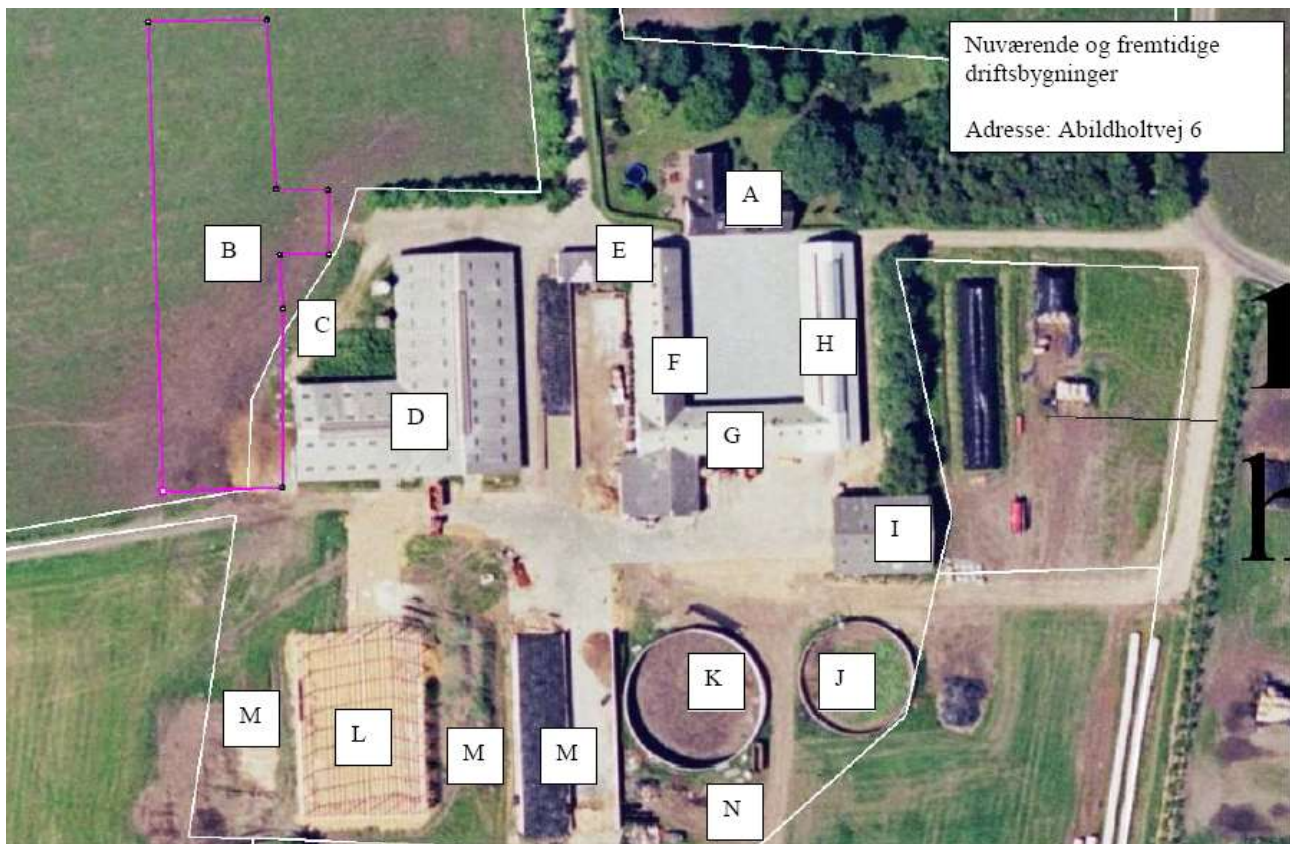 Nuværende og fremtidige
driftsbygninger
Adresse: Abildholtvej 6
A
B
E
C
H
F
D
G
I
K
J
M
L
M
M
N